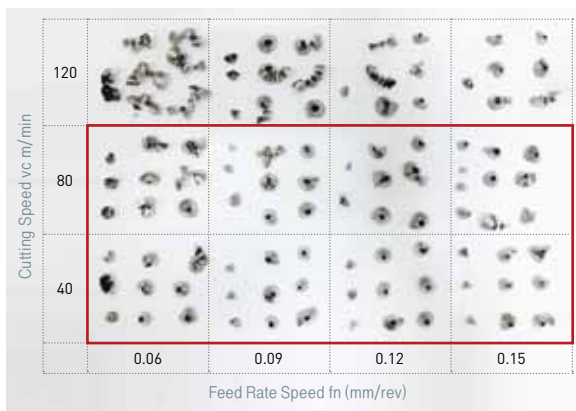 Cutting Speed vc m/min
120
80
40
0.06 0.09 0.12 0.15
Feed Rate Speed fn (mm/rev)